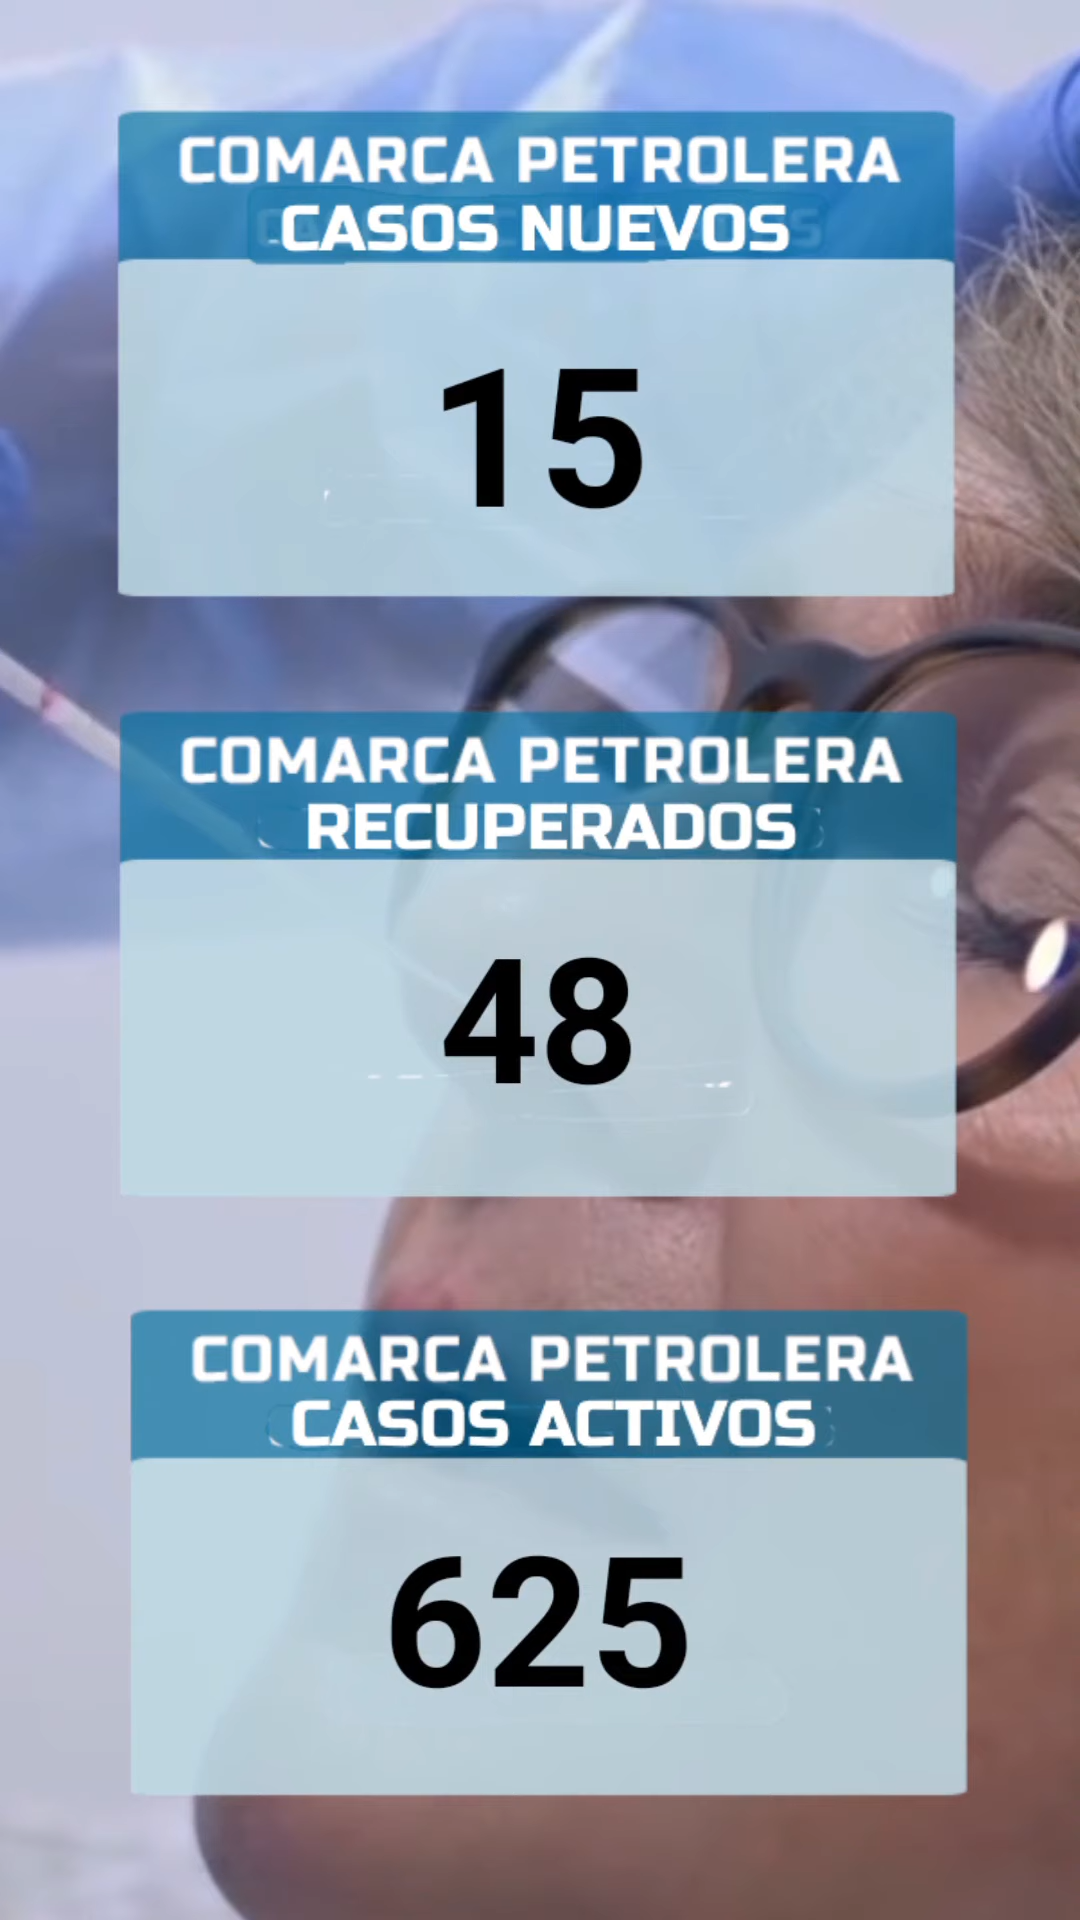 COMARCA PETROLERA
CASOS NUEVOS
15
COMARCA PETROLERA
RECUPERADOS
48
COMARCA PETROLERA
CASOS ACTIVOS
625